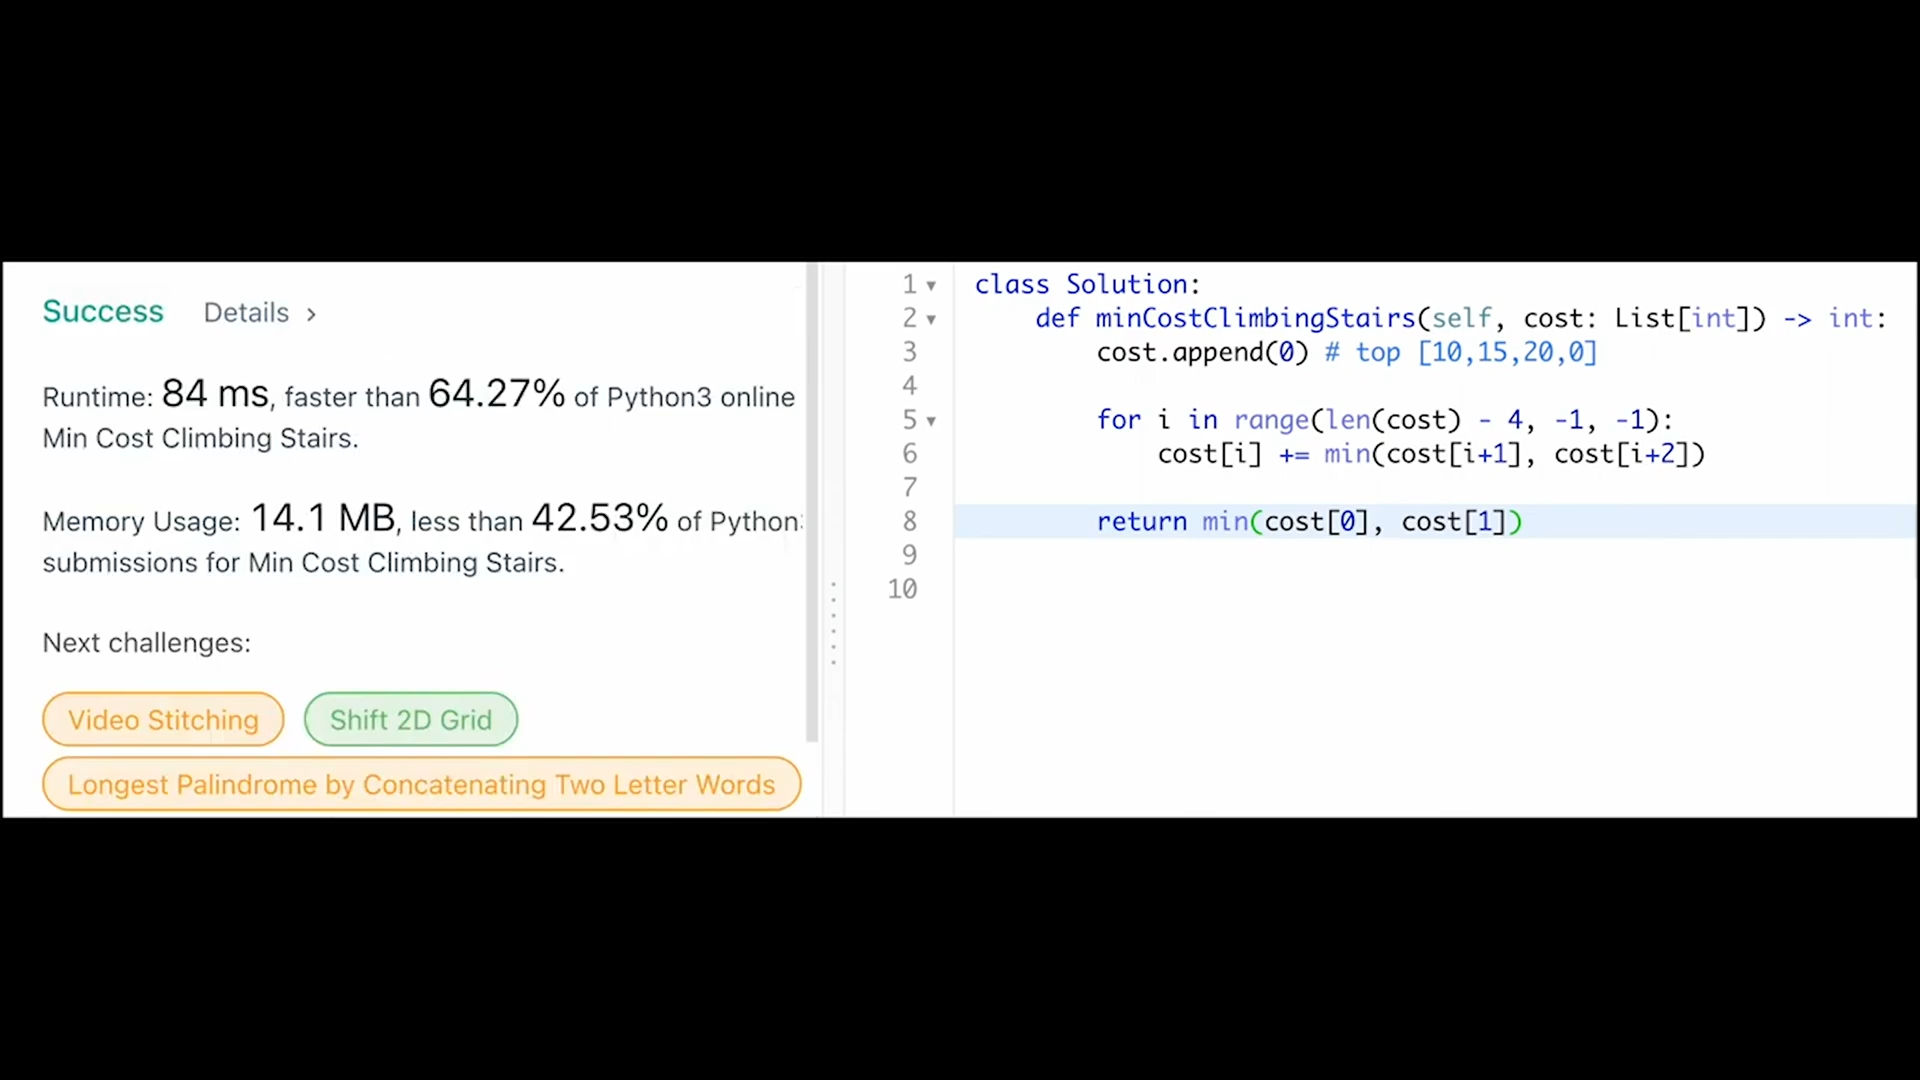 Success Details >
Runtime: 84 ms, faster than 64.27% of Python3 online
Min Cost Climbing Stairs.
Memory Usage: 14.1 MB, less than 42.53% of Python
submissions for Min Cost Climbing Stairs.
Next challenges:
Video Stitching Shift 2D Grid
Longest Palindrome by Concatenating Two Letter Words
1 class Solution:
2 def minCostClimbingStairs(self, cost: List[int]) -> int:
3 cost.append(0) # top [10,15,20,0]
4
5 for i in range(len(cost) - 4, -1, -1):
6 cost[i] += min(cost[i+1], cost[i+2])
7
8 return min(cost[0], cost[1])
9
10